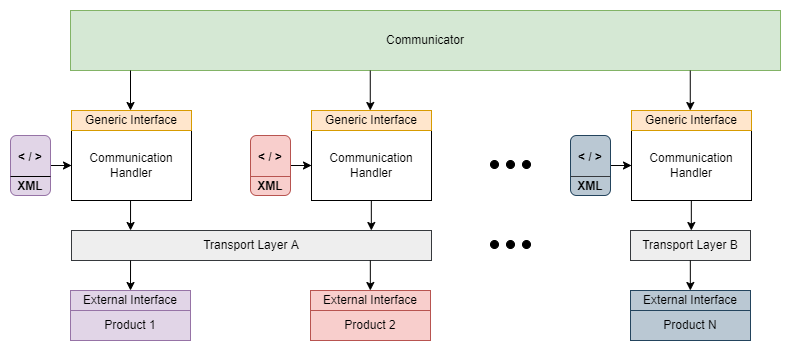 Communicator
Generic Interface
Generic Interface
Generic Interface
< / >
XML
Communication
Handler
< / >
XML
Communication
Handler
< / >
XML
Communication
Handler
Transport Layer A
Transport Layer B
External Interface
Product 1
External Interface
Product 2
External Interface
Product N